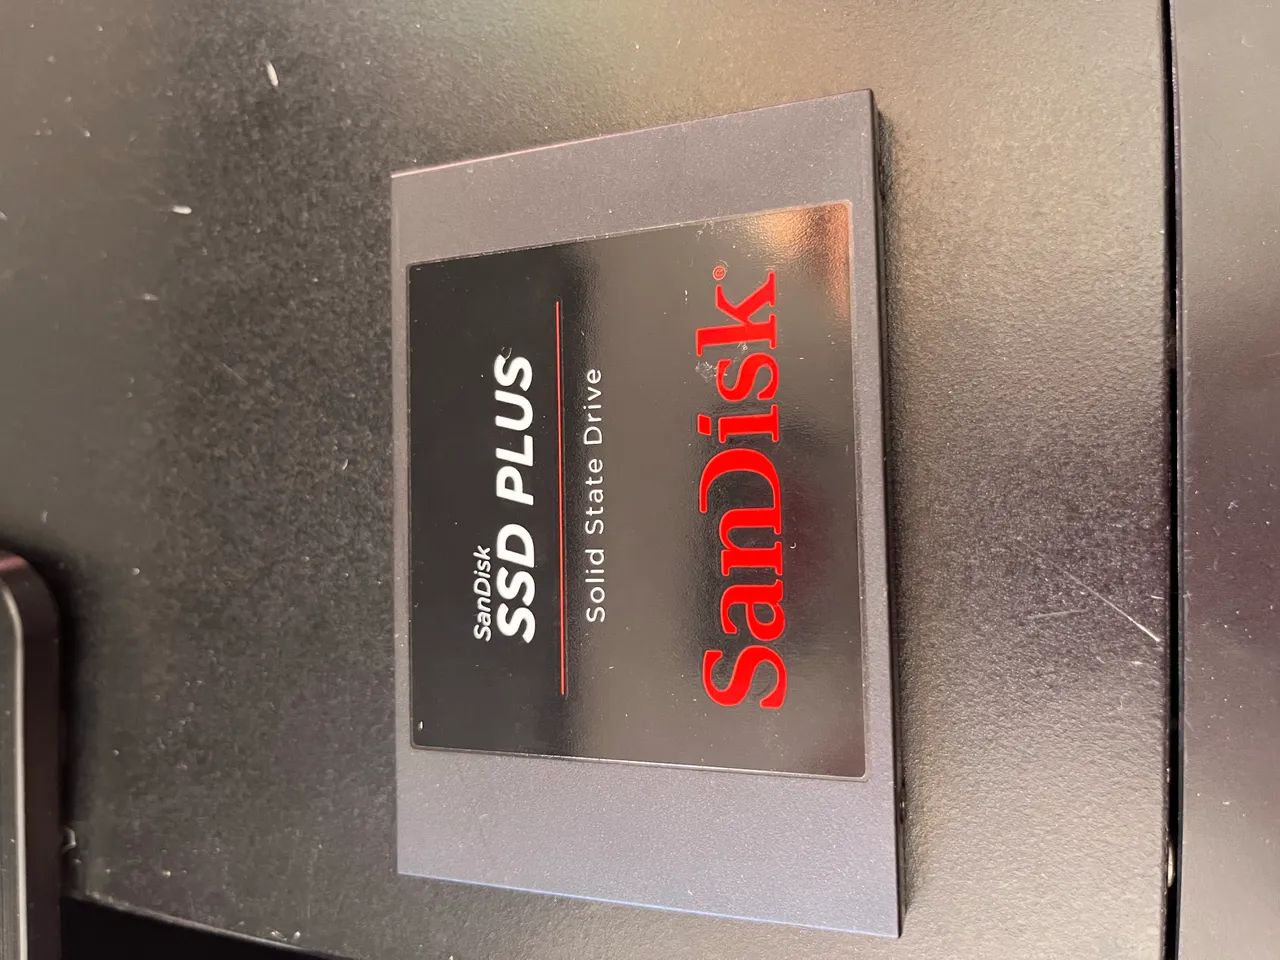 SanDisk
SSD PLUS
Solid State Drive
SanDisk®